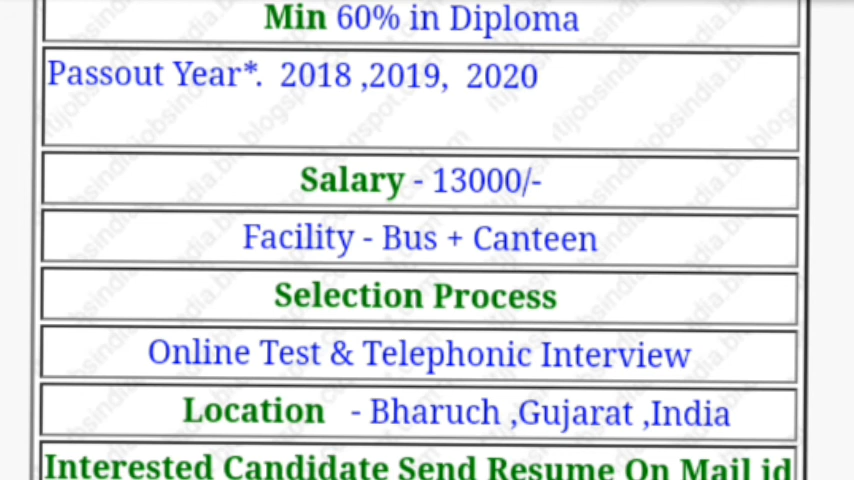 Min 60% in Diploma
Passout Year*.  2018 ,2019,  2020
Salary - 13000/-
Facility - Bus + Canteen
Selection Process
Online Test & Telephonic Interview
Location   - Bharuch ,Gujarat ,India
Interested Candidate Send Resume On Mail id